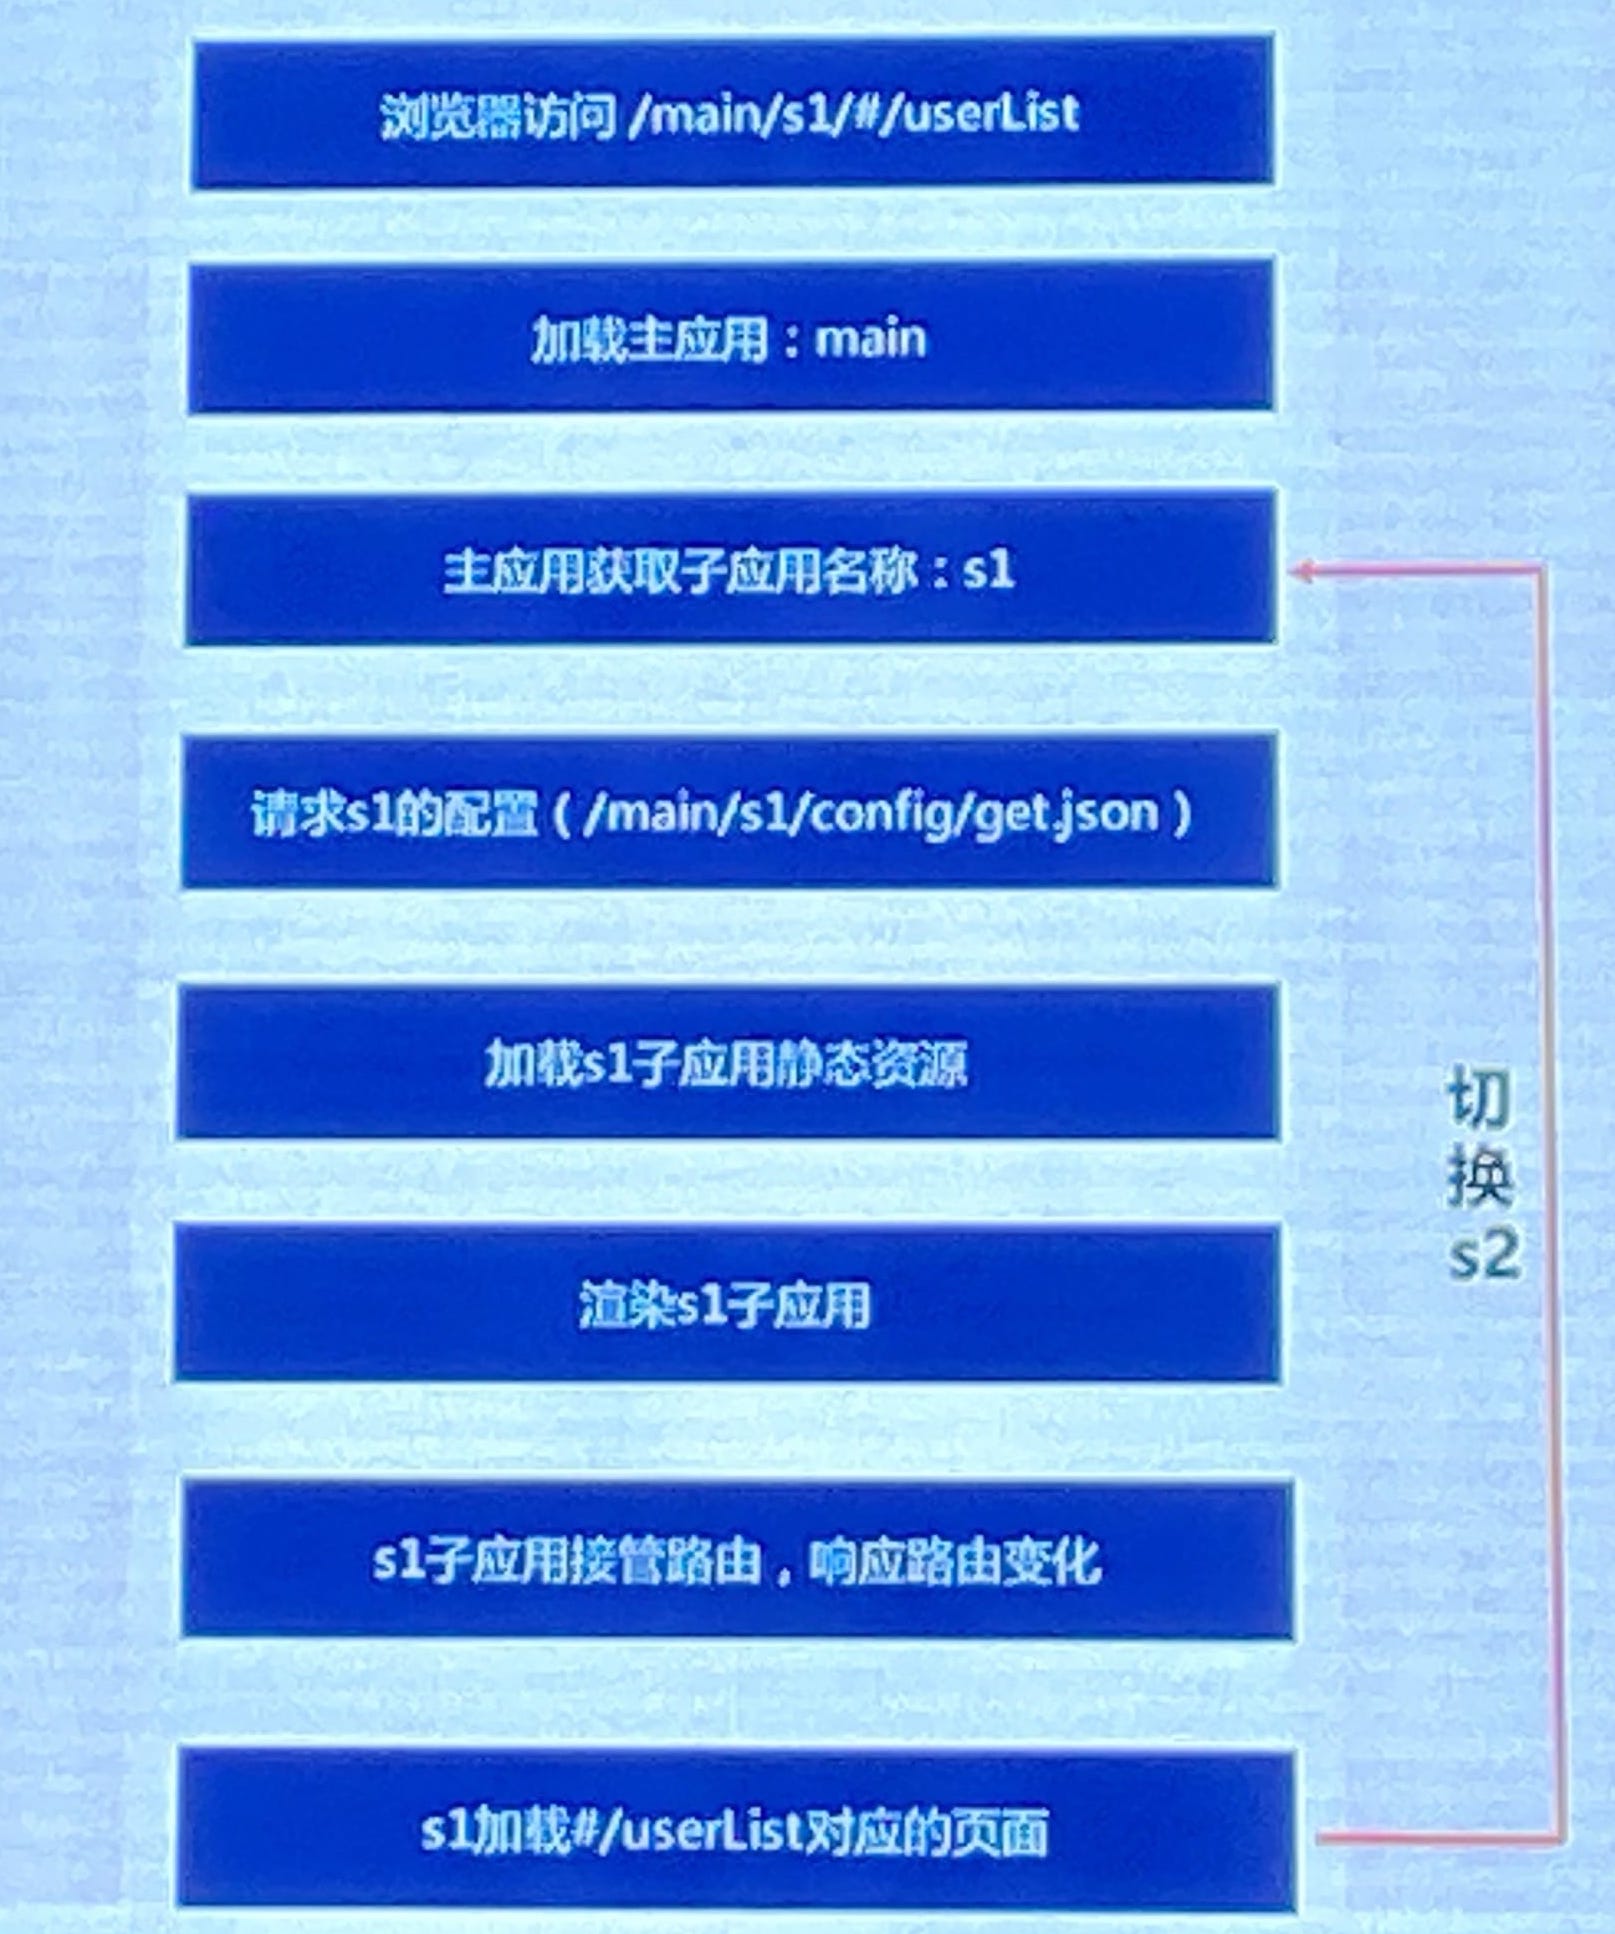 浏览器访问 /main/s1/#/userList
加载主应用：main
主应用获取子应用名称：s1
请求s1的配置（/main/s1/config/get.json）
加载s1子应用静态资源
渲染s1子应用
s1子应用接管路由，响应路由变化
s1加载#/userList对应的页面
切
换
s2